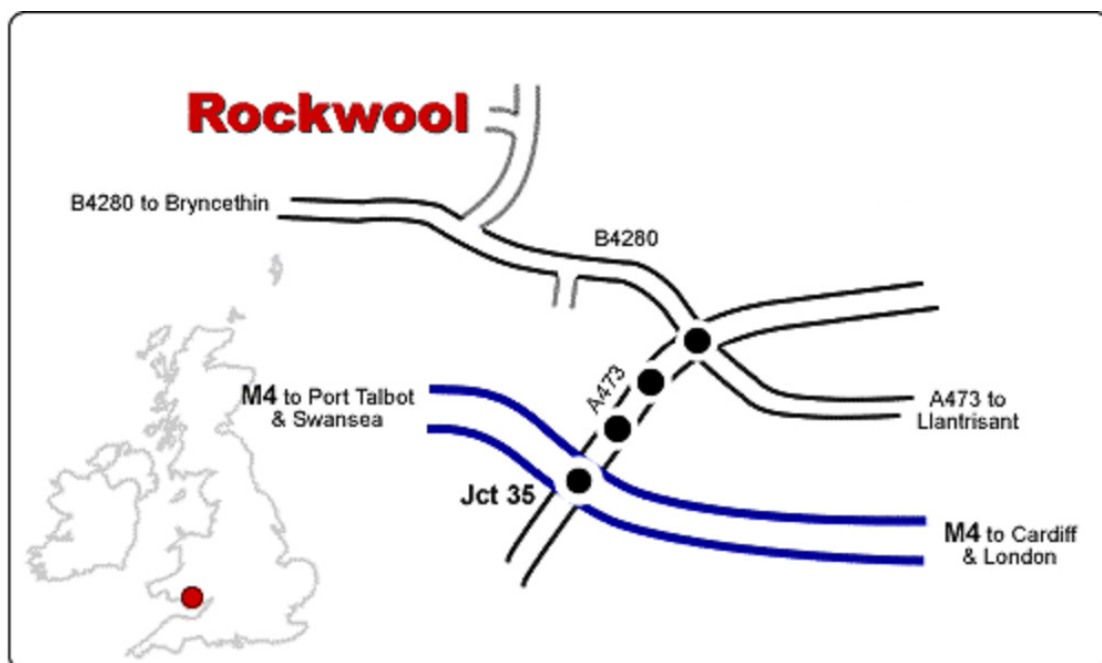 Rockwool
B4280 to Bryncethin
B4280
A473
M4 to Port Talbot
& Swansea
A473 to
Llantrisant
Jct 35
M4 to Cardiff
& London